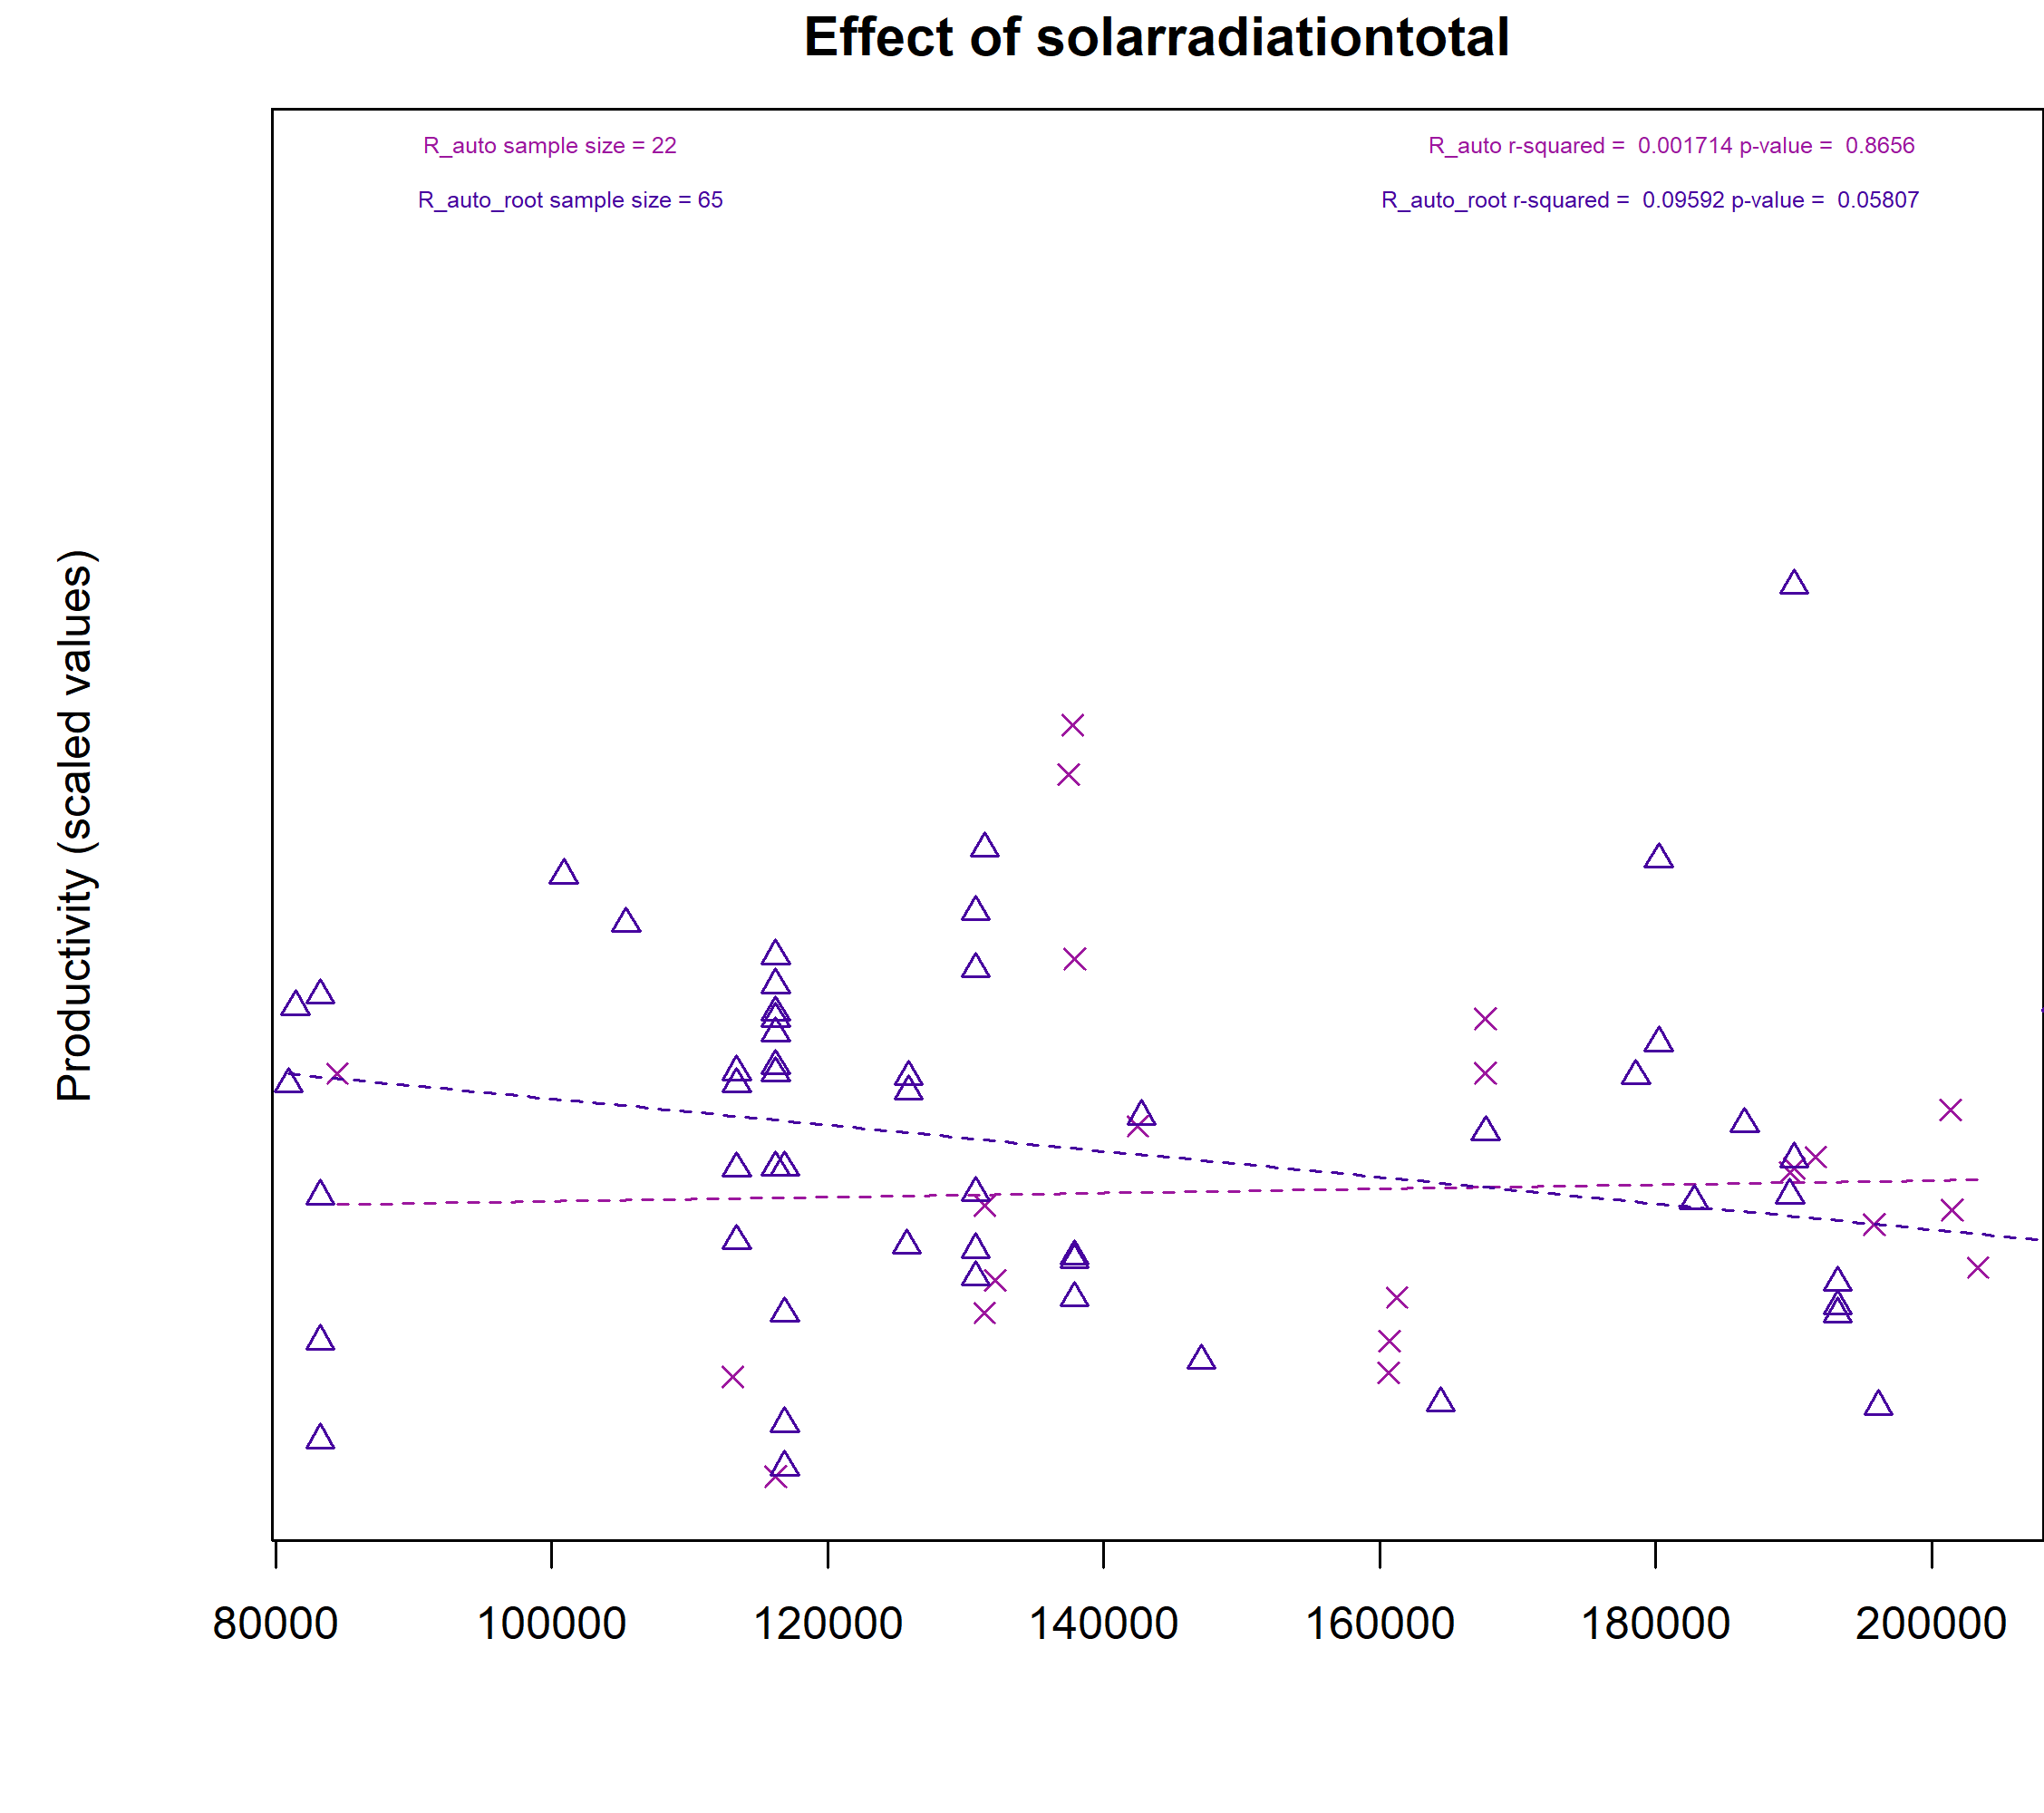 Effect of solarradiationtotal
R_auto sample size = 22
R_auto r-squared =  0.001714 p-value =  0.8656
R_auto_root sample size = 65
R_auto_root r-squared =  0.09592 p-value =  0.05807
Productivity (scaled values)
80000 100000 120000 140000 160000 180000 200000